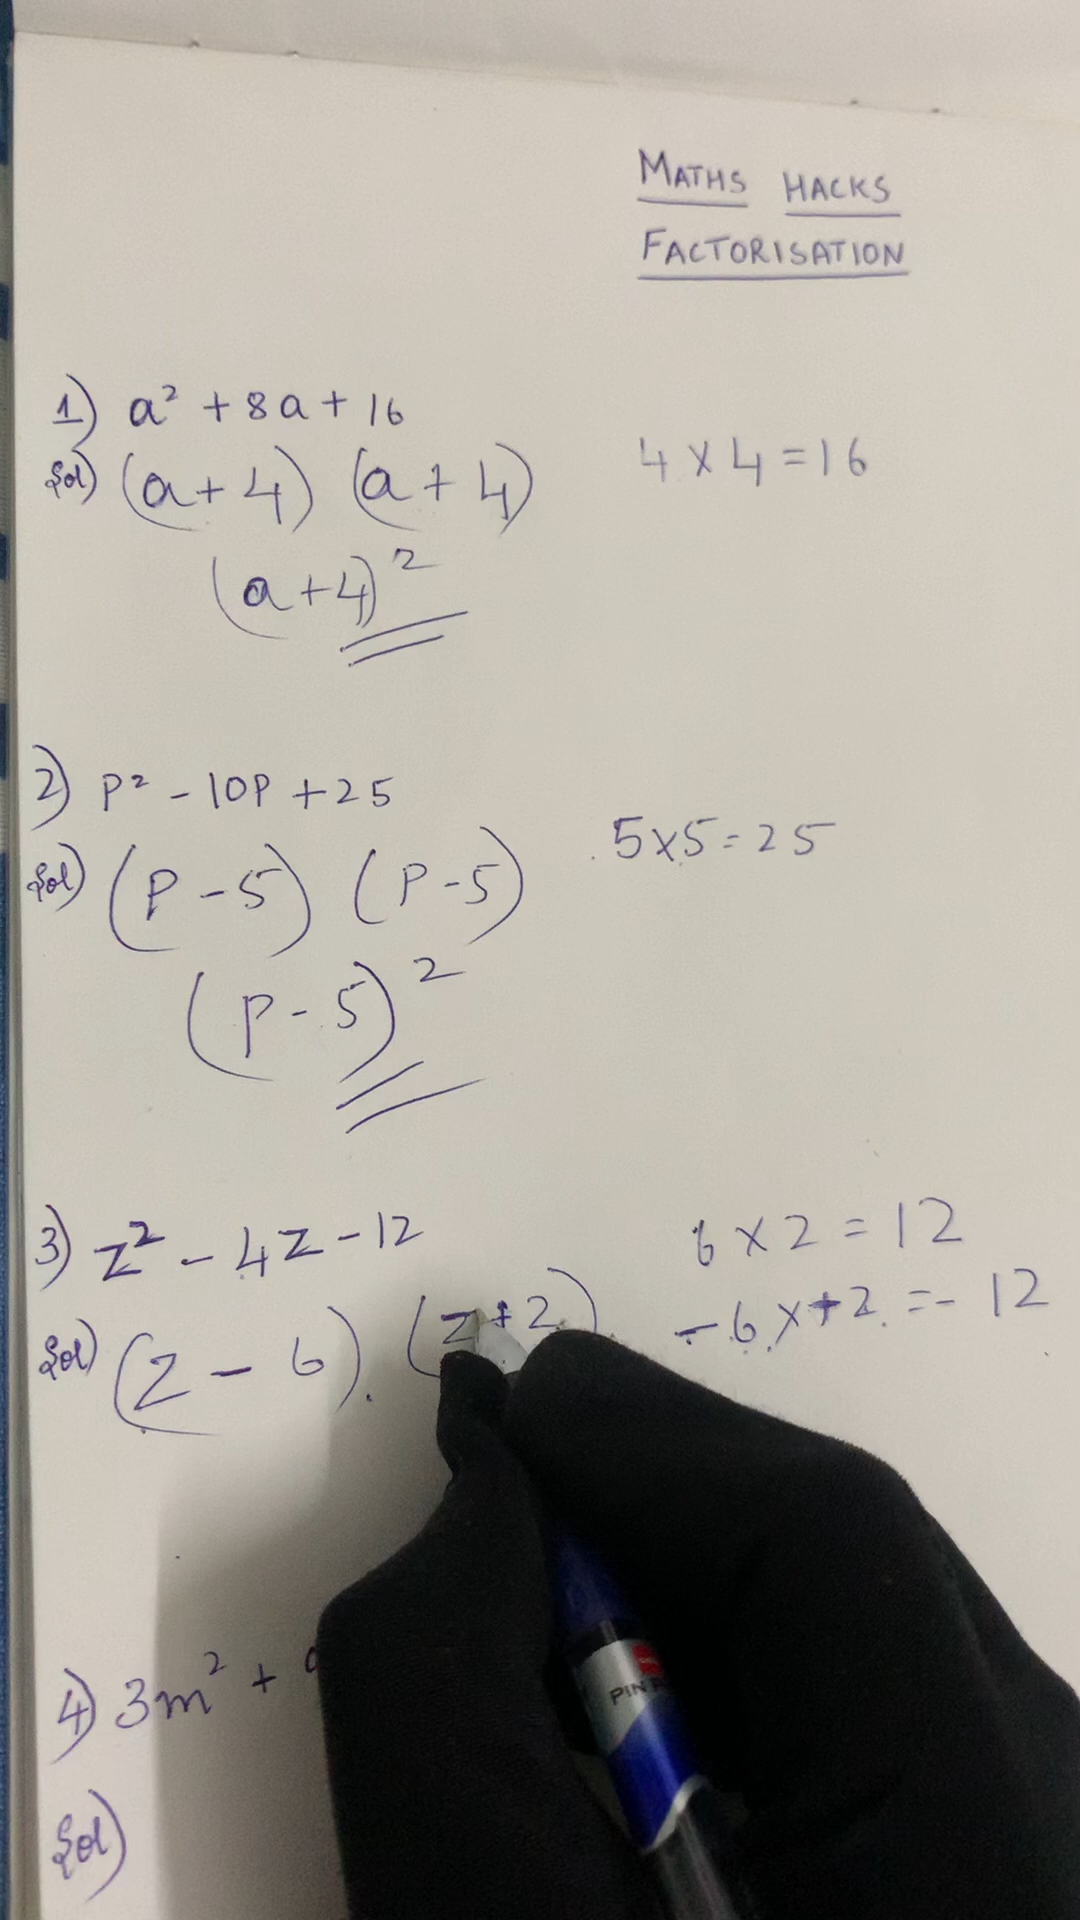 MATHS HACKS
FACTORISATION
1) a² + 8a + 16
Sol) (a + 4) (a + 4)
4 × 4 = 16
(a + 4)²
2) P² - 10P + 25
Sol) (P - 5) (P - 5)
5 × 5 = 25
(P - 5)²
3) z² - 4z - 12
6 × 2 = 12
Sol) (z - 6) . (z + 2)
-6 × +2 = - 12
4) 3m² +
Sol)